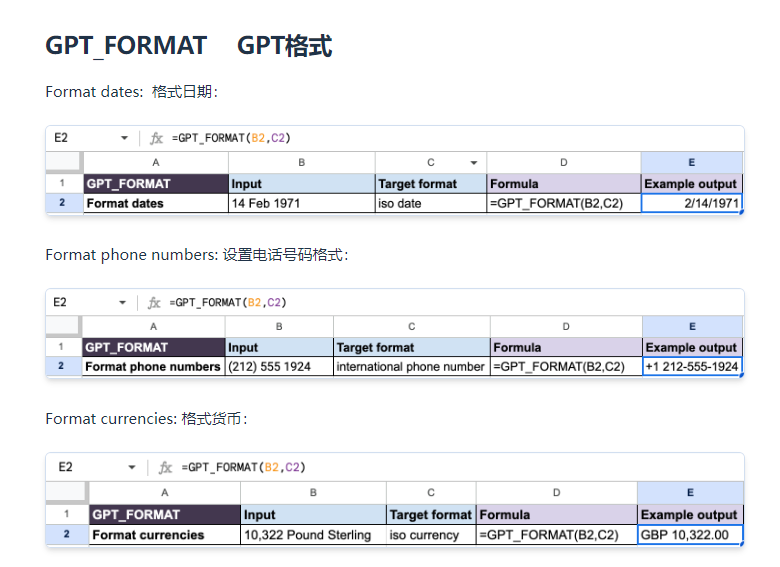 GPT_FORMAT GPT格式
Format dates: 格式日期：
E2 fx =GPT_FORMAT(B2,C2)
A B C D E
1 GPT_FORMAT Input Target format Formula Example output
2 Format dates 14 Feb 1971 iso date =GPT_FORMAT(B2,C2) 2/14/1971
Format phone numbers: 设置电话号码格式：
E2 fx =GPT_FORMAT(B2,C2)
A B C D E
1 GPT_FORMAT Input Target format Formula Example output
2 Format phone numbers (212) 555 1924 international phone number =GPT_FORMAT(B2,C2) +1 212-555-1924
Format currencies: 格式货币：
E2 fx =GPT_FORMAT(B2,C2)
A B C D E
1 GPT_FORMAT Input Target format Formula Example output
2 Format currencies 10,322 Pound Sterling iso currency =GPT_FORMAT(B2,C2) GBP 10,322.00